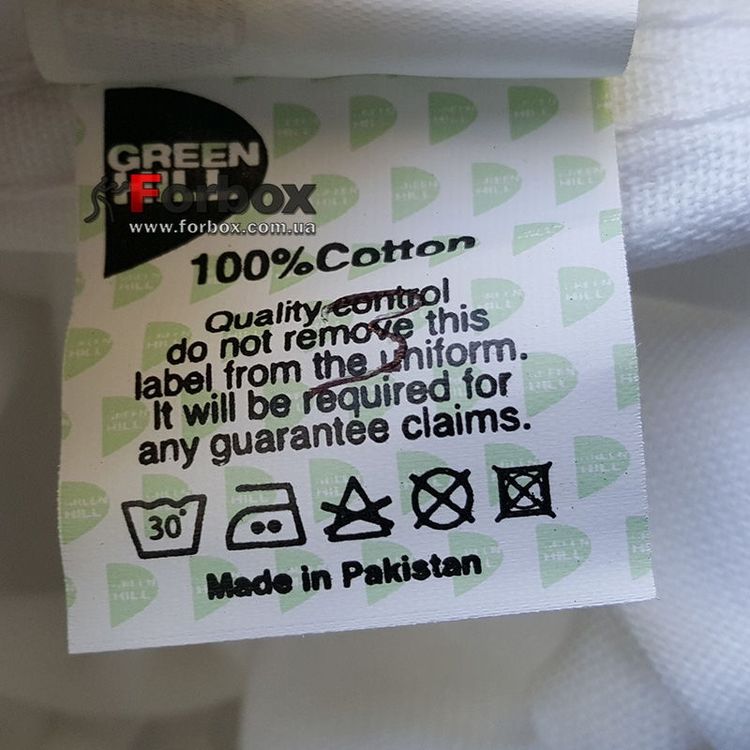 GREEN
HILL
Forbox
www.forbox.com.ua
100%Cotton
Quality control
do not remove this
label from the uniform.
It will be required for
any guarantee claims.
30°
Made in Pakistan